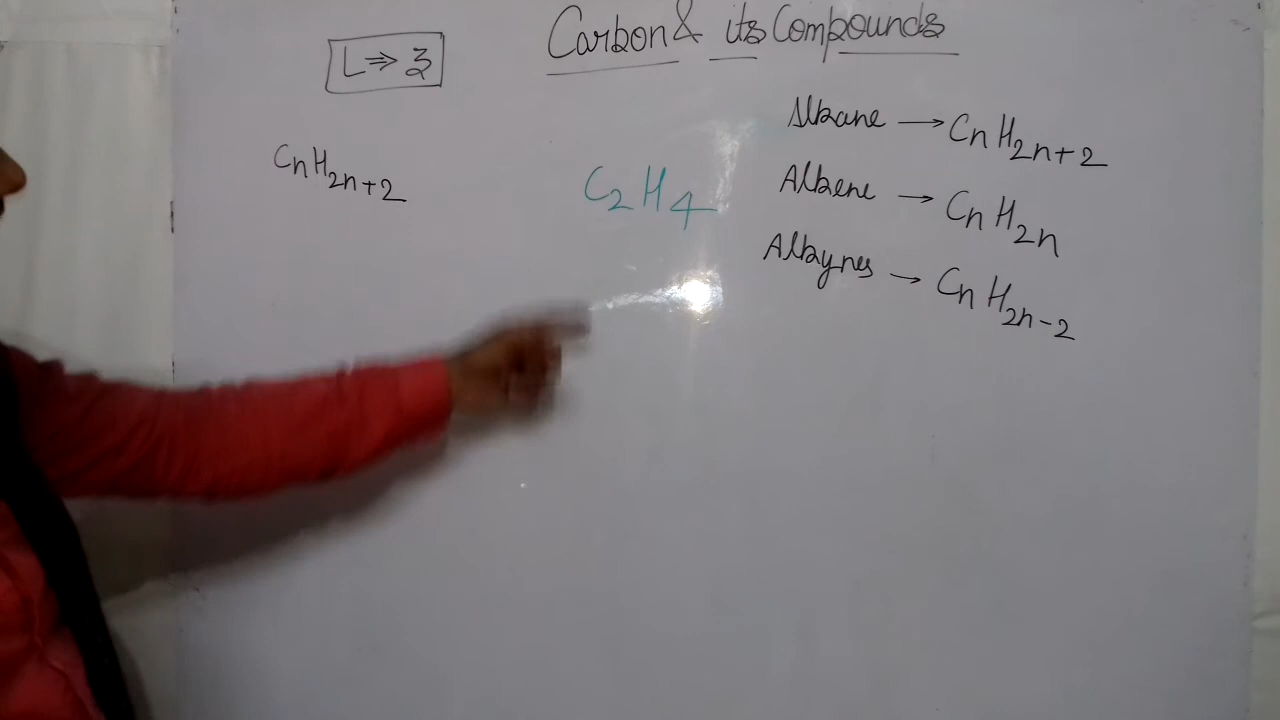 Carbon & its Compounds
L ⇒ 3
Alkane → CnH2n+2
CnH2n+2
C2H4
Alkene → CnH2n
Alkynes → CnH2n-2